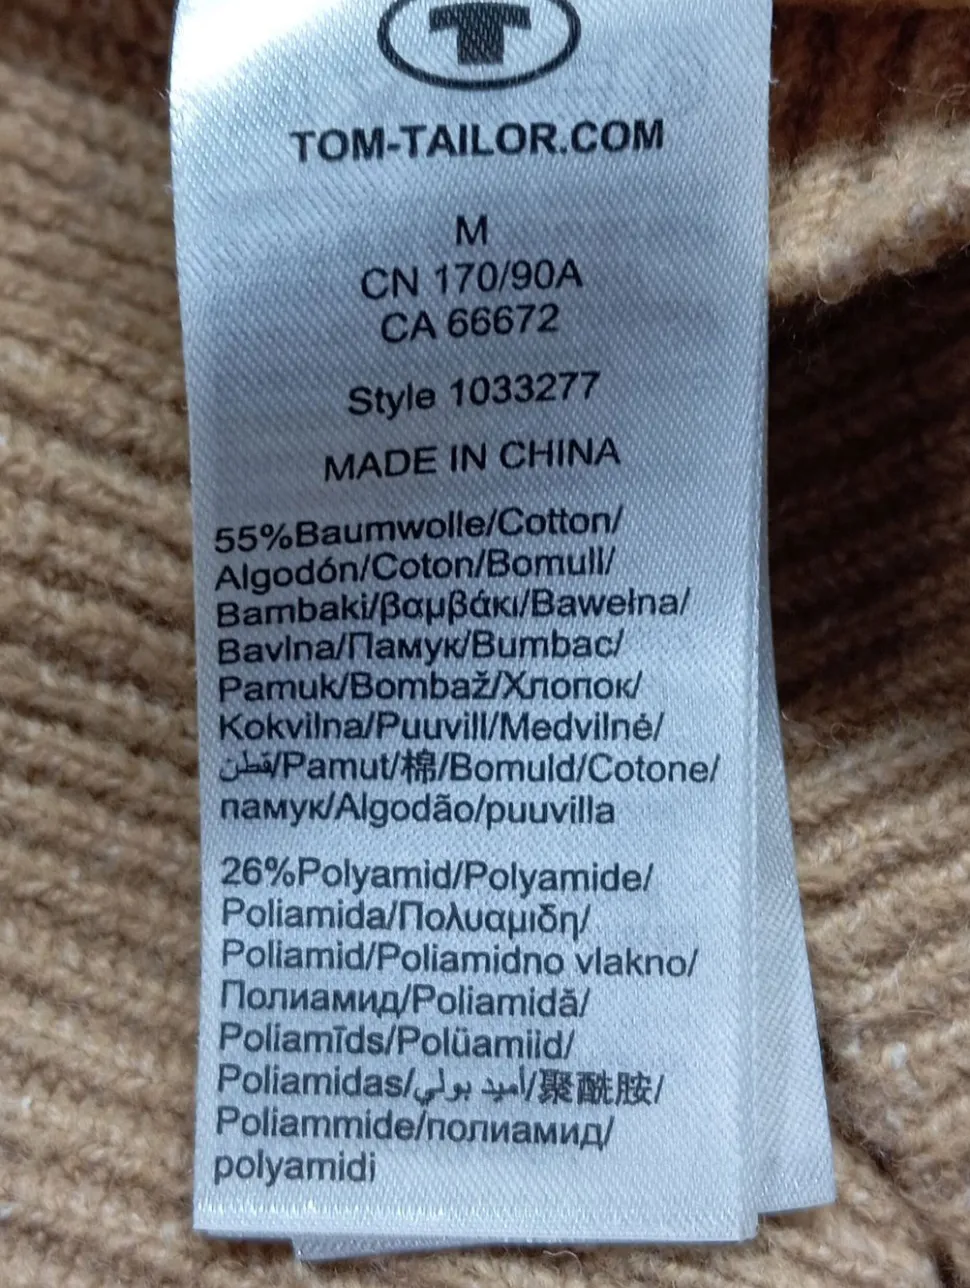 T
TOM-TAILOR.COM
M
CN 170/90A
CA 66672
Style 1033277
MADE IN CHINA
55%Baumwolle/Cotton/
Algodón/Coton/Bomull/
Bambaki/βαμβάκι/Bawełna/
Bavlna/Памук/Bumbac/
Pamuk/Bombaž/Хлопок/
Kokvilna/Puuvill/Medvilnė/
قطن/Pamut/棉/Bomuld/Cotone/
памук/Algodão/puuvilla
26%Polyamid/Polyamide/
Poliamida/Πολυαμιδη/
Poliamid/Poliamidno vlakno/
Полиамид/Poliamidă/
Poliamīds/Polüamiid/
Poliamidas/أميد بولي/聚酰胺/
Poliammide/полиамид/
polyamidi